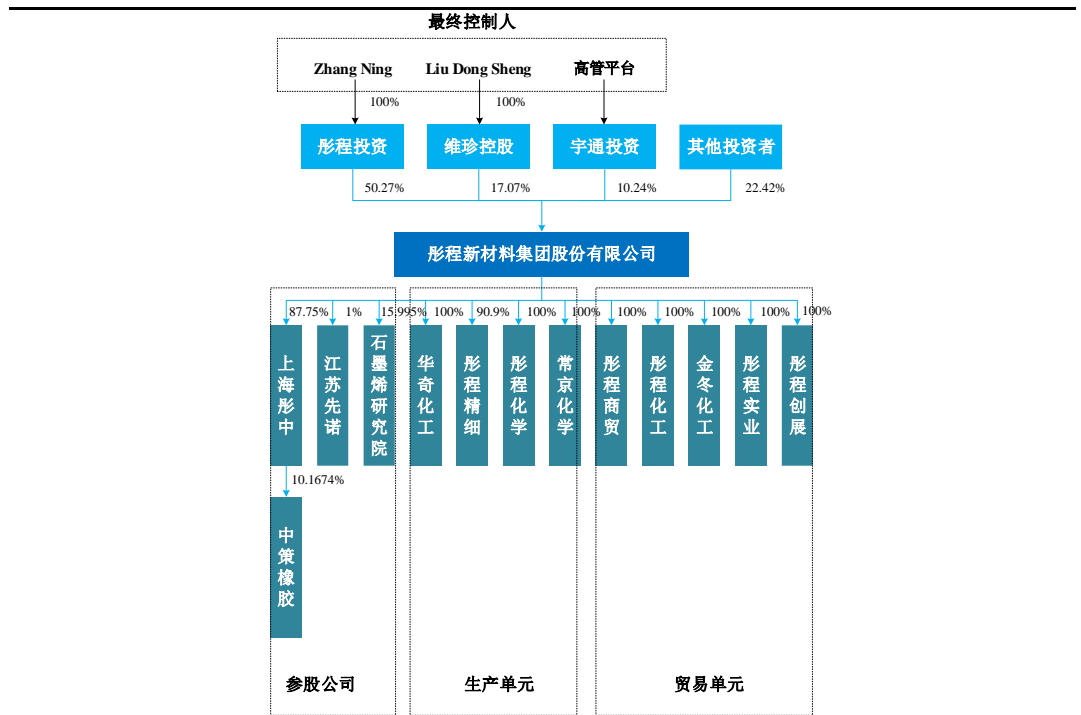 最终控制人
Zhang Ning
Liu Dong Sheng
高管平台
100%
100%
彤程投资
维珍控股
宇通投资
其他投资者
50.27%
17.07%
10.24%
22.42%
彤程新材料集团股份有限公司
87.75%
1%
15.995%
100%
90.9%
100%
100%
100%
100%
100%
100%
100%
上海彤中
江苏先诺
石墨烯研究院
华奇化工
彤程精细
彤程化学
常京化学
彤程商贸
彤程化工
金冬化工
彤程实业
彤程创展
10.1674%
中策橡胶
参股公司
生产单元
贸易单元